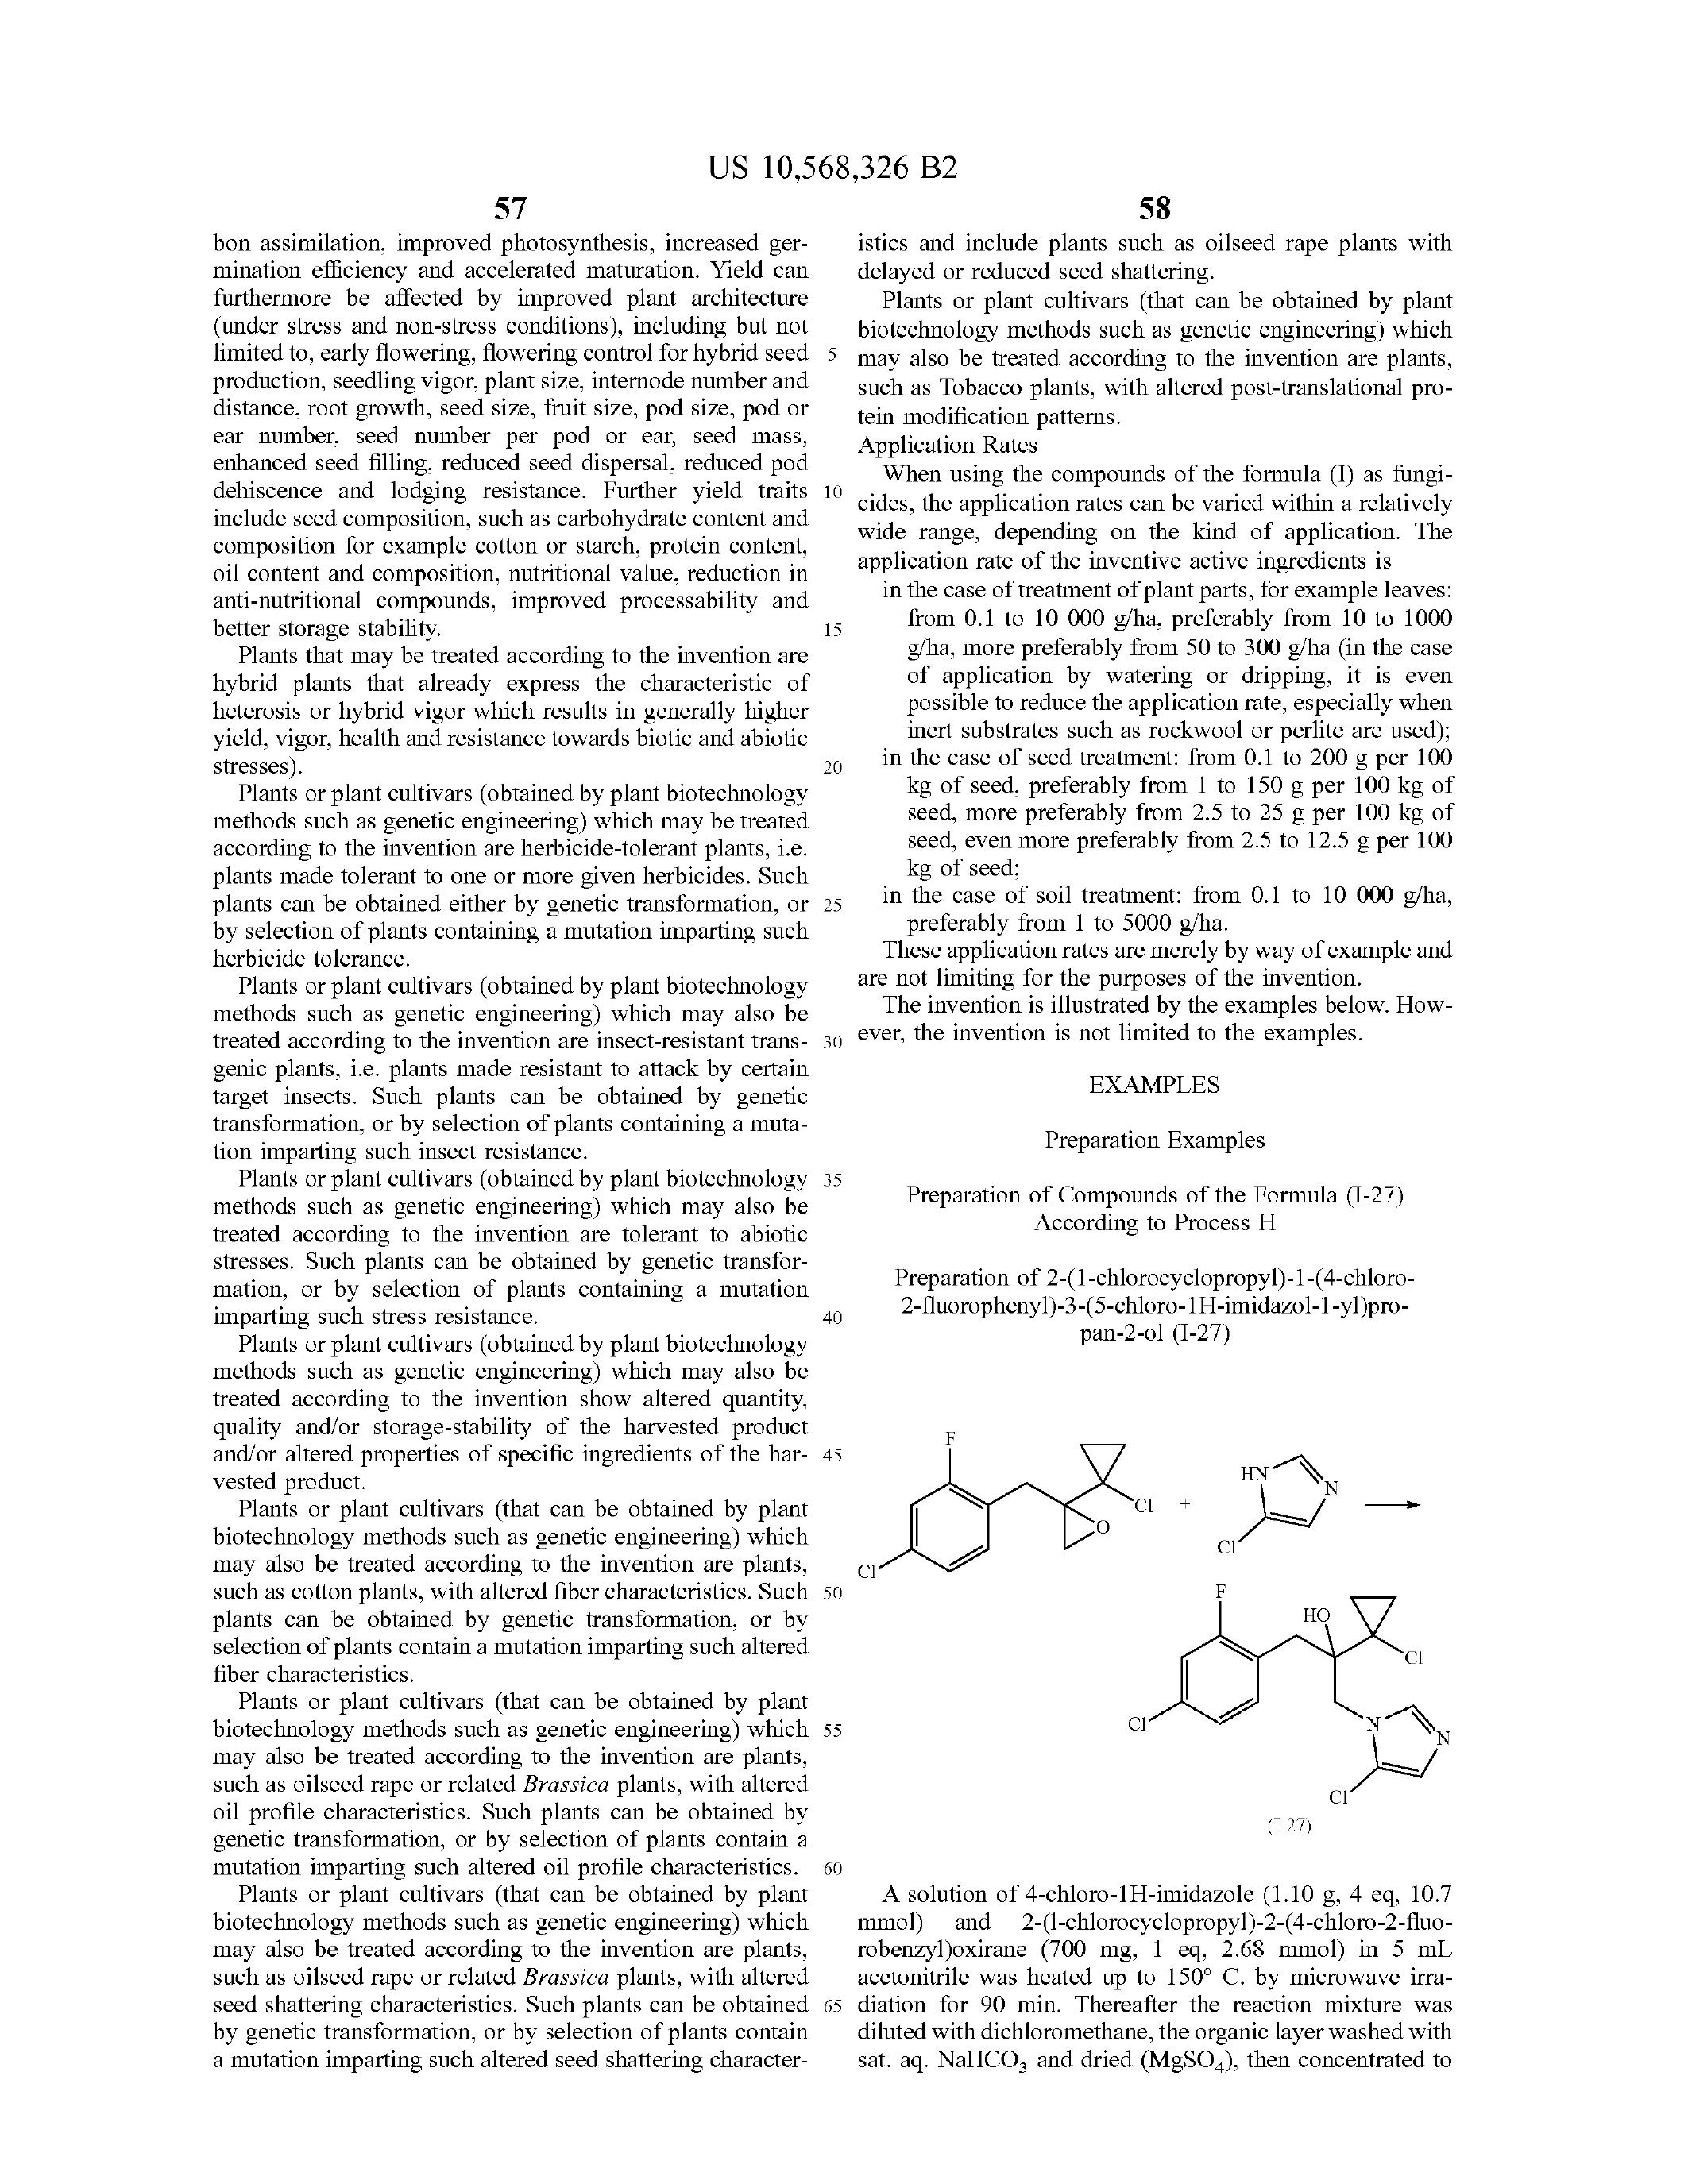 US 10,568,326 B2
57
bon assimilation, improved photosynthesis, increased ger-
mination efficiency and accelerated maturation. Yield can
furthermore be affected by improved plant architecture
(under stress and non-stress conditions), including but not
limited to, early flowering, flowering control for hybrid seed
production, seedling vigor, plant size, internode number and
distance, root growth, seed size, fruit size, pod size, pod or
ear number, seed number per pod or ear, seed mass,
enhanced seed filling, reduced seed dispersal, reduced pod
dehiscence and lodging resistance. Further yield traits
include seed composition, such as carbohydrate content and
composition for example cotton or starch, protein content,
oil content and composition, nutritional value, reduction in
anti-nutritional compounds, improved processability and
better storage stability.
Plants that may be treated according to the invention are
hybrid plants that already express the characteristic of
heterosis or hybrid vigor which results in generally higher
yield, vigor, health and resistance towards biotic and abiotic
stresses).
Plants or plant cultivars (obtained by plant biotechnology
methods such as genetic engineering) which may be treated
according to the invention are herbicide-tolerant plants, i.e.
plants made tolerant to one or more given herbicides. Such
plants can be obtained either by genetic transformation, or
by selection of plants containing a mutation imparting such
herbicide tolerance.
Plants or plant cultivars (obtained by plant biotechnology
methods such as genetic engineering) which may also be
treated according to the invention are insect-resistant trans-
genic plants, i.e. plants made resistant to attack by certain
target insects. Such plants can be obtained by genetic
transformation, or by selection of plants containing a muta-
tion imparting such insect resistance.
Plants or plant cultivars (obtained by plant biotechnology
methods such as genetic engineering) which may also be
treated according to the invention are tolerant to abiotic
stresses. Such plants can be obtained by genetic transfor-
mation, or by selection of plants containing a mutation
imparting such stress resistance.
Plants or plant cultivars (obtained by plant biotechnology
methods such as genetic engineering) which may also be
treated according to the invention show altered quantity,
quality and/or storage-stability of the harvested product
and/or altered properties of specific ingredients of the har-
vested product.
Plants or plant cultivars (that can be obtained by plant
biotechnology methods such as genetic engineering) which
may also be treated according to the invention are plants,
such as cotton plants, with altered fiber characteristics. Such
plants can be obtained by genetic transformation, or by
selection of plants contain a mutation imparting such altered
fiber characteristics.
Plants or plant cultivars (that can be obtained by plant
biotechnology methods such as genetic engineering) which
may also be treated according to the invention are plants,
such as oilseed rape or related Brassica plants, with altered
oil profile characteristics. Such plants can be obtained by
genetic transformation, or by selection of plants contain a
mutation imparting such altered oil profile characteristics.
Plants or plant cultivars (that can be obtained by plant
biotechnology methods such as genetic engineering) which
may also be treated according to the invention are plants,
such as oilseed rape or related Brassica plants, with altered
seed shattering characteristics. Such plants can be obtained
by genetic transformation, or by selection of plants contain
a mutation imparting such altered seed shattering character-
5
10
15
20
25
30
35
40
45
50
55
60
65
58
istics and include plants such as oilseed rape plants with
delayed or reduced seed shattering.
Plants or plant cultivars (that can be obtained by plant
biotechnology methods such as genetic engineering) which
may also be treated according to the invention are plants,
such as Tobacco plants, with altered post-translational pro-
tein modification patterns.
Application Rates
When using the compounds of the formula (I) as fungi-
cides, the application rates can be varied within a relatively
wide range, depending on the kind of application. The
application rate of the inventive active ingredients is
in the case of treatment of plant parts, for example leaves:
from 0.1 to 10 000 g/ha, preferably from 10 to 1000
g/ha, more preferably from 50 to 300 g/ha (in the case
of application by watering or dripping, it is even
possible to reduce the application rate, especially when
inert substrates such as rockwool or perlite are used);
in the case of seed treatment: from 0.1 to 200 g per 100
kg of seed, preferably from 1 to 150 g per 100 kg of
seed, more preferably from 2.5 to 25 g per 100 kg of
seed, even more preferably from 2.5 to 12.5 g per 100
kg of seed;
in the case of soil treatment: from 0.1 to 10 000 g/ha,
preferably from 1 to 5000 g/ha.
These application rates are merely by way of example and
are not limiting for the purposes of the invention.
The invention is illustrated by the examples below. How-
ever, the invention is not limited to the examples.
EXAMPLES
Preparation Examples
Preparation of Compounds of the Formula (I-27)
According to Process H
Preparation of 2-(1-chlorocyclopropyl)-1-(4-chloro-
2-fluorophenyl)-3-(5-chloro-1H-imidazol-1-yl)pro-
pan-2-ol (I-27)
F
HN
N
Cl
+
O
Cl
Cl
F
HO
Cl
Cl
N
N
Cl
(I-27)
A solution of 4-chloro-1H-imidazole (1.10 g, 4 eq, 10.7
mmol) and 2-(1-chlorocyclopropyl)-2-(4-chloro-2-fluo-
robenzyl)oxirane (700 mg, 1 eq, 2.68 mmol) in 5 mL
acetonitrile was heated up to 150° C. by microwave irra-
diation for 90 min. Thereafter the reaction mixture was
diluted with dichloromethane, the organic layer washed with
sat. aq. NaHCO₃ and dried (MgSO₄), then concentrated to